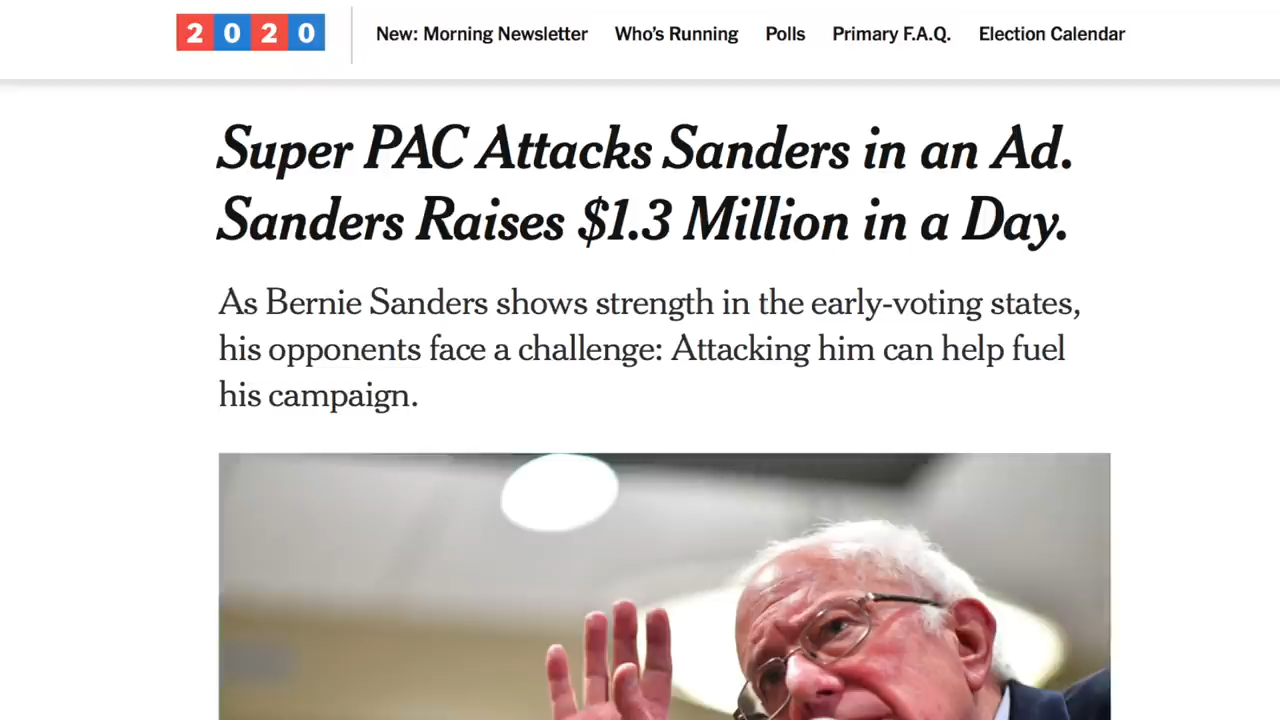 2020 New: Morning Newsletter Who's Running Polls Primary F.A.Q. Election Calendar
Super PAC Attacks Sanders in an Ad.
Sanders Raises $1.3 Million in a Day.
As Bernie Sanders shows strength in the early-voting states,
his opponents face a challenge: Attacking him can help fuel
his campaign.